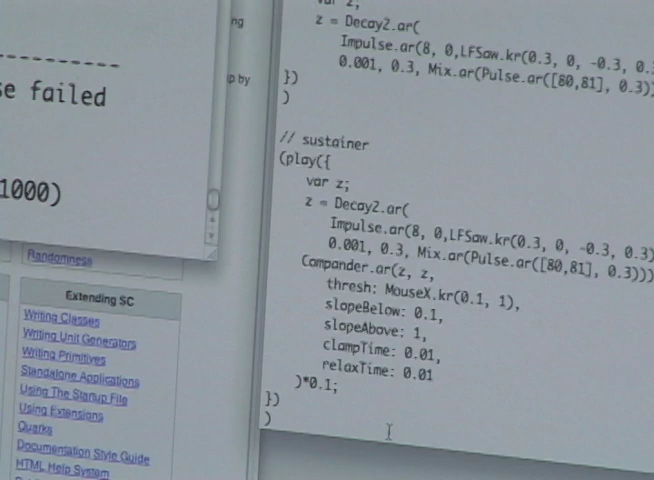 ----------
se failed
1000)
ng
p by
Randomness
Extending SC
Writing Classes
Writing Unit Generators
Writing Primitives
Standalone Applications
Using The Startup File
Using Extensions
Quarks
Documentation Style Guide
HTML Help System
var z;
z = Decay2.ar(
Impulse.ar(8, 0,LFSaw.kr(0.3, 0, -0.3, 0.3
0.001, 0.3, Mix.ar(Pulse.ar([80,81], 0.3))
})
)
// sustainer
(play({
var z;
z = Decay2.ar(
Impulse.ar(8, 0,LFSaw.kr(0.3, 0, -0.3, 0.3)
0.001, 0.3, Mix.ar(Pulse.ar([80,81], 0.3)))
Compander.ar(z, z,
thresh: MouseX.kr(0.1, 1),
slopeBelow: 0.1,
slopeAbove: 1,
clampTime: 0.01,
relaxTime: 0.01
)*0.1;
})
)